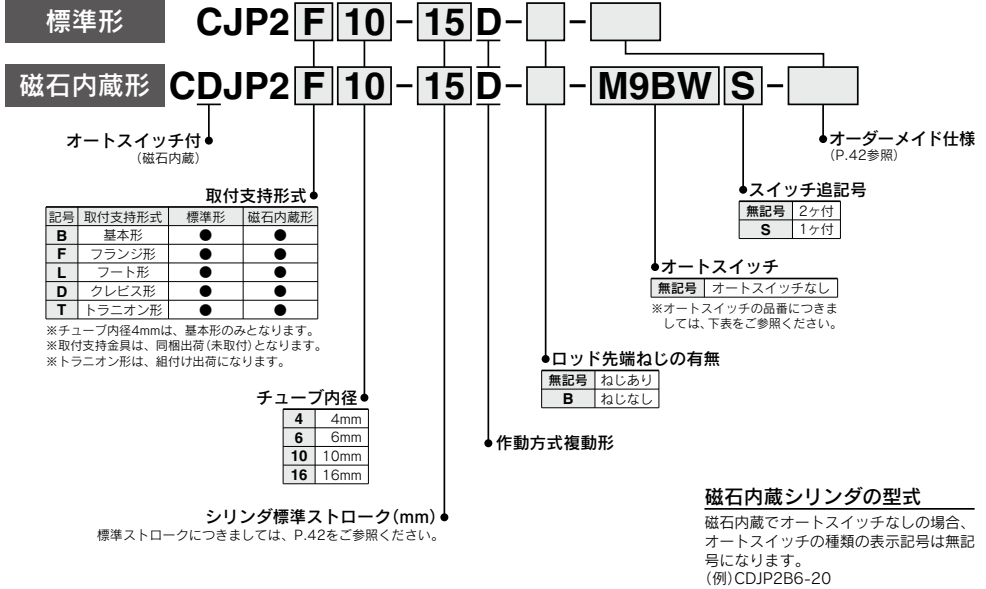 標準形 CJP2 F 10 - 15 D - -
磁石内蔵形 CDJP2 F 10 - 15 D - - M9BW S -
オートスイッチ付
(磁石内蔵)
オーダーメイド仕様
(P.42参照)
取付支持形式
記号 取付支持形式 標準形 磁石内蔵形
B 基本形 ● ●
F フランジ形 ● ●
L フート形 ● ●
D クレビス形 ● ●
T トラニオン形 ● ●
※チューブ内径4mmは、基本形のみとなります。
※取付支持金具は、同梱出荷(未取付)となります。
※トラニオン形は、組付け出荷になります。
スイッチ追記号
無記号 2ヶ付
S 1ヶ付
オートスイッチ
無記号 オートスイッチなし
※オートスイッチの品番につきま
しては、下表をご参照ください。
ロッド先端ねじの有無
無記号 ねじあり
B ねじなし
チューブ内径
4 4mm
6 6mm
10 10mm
16 16mm
作動方式複動形
シリンダ標準ストローク(mm)
標準ストロークにつきましては、P.42をご参照ください。
磁石内蔵シリンダの型式
磁石内蔵でオートスイッチなしの場合、
オートスイッチの種類の表示記号は無記
号になります。
(例)CDJP2B6-20